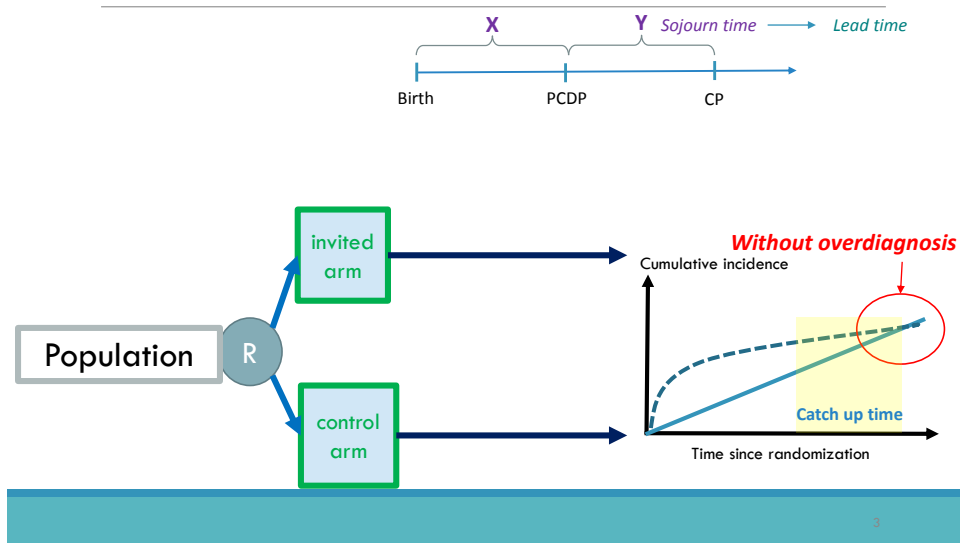 X
Y
Sojourn time
Lead time
Birth
PCDP
CP
invited
arm
Population
R
control
arm
Without overdiagnosis
Cumulative incidence
Catch up time
Time since randomization
3